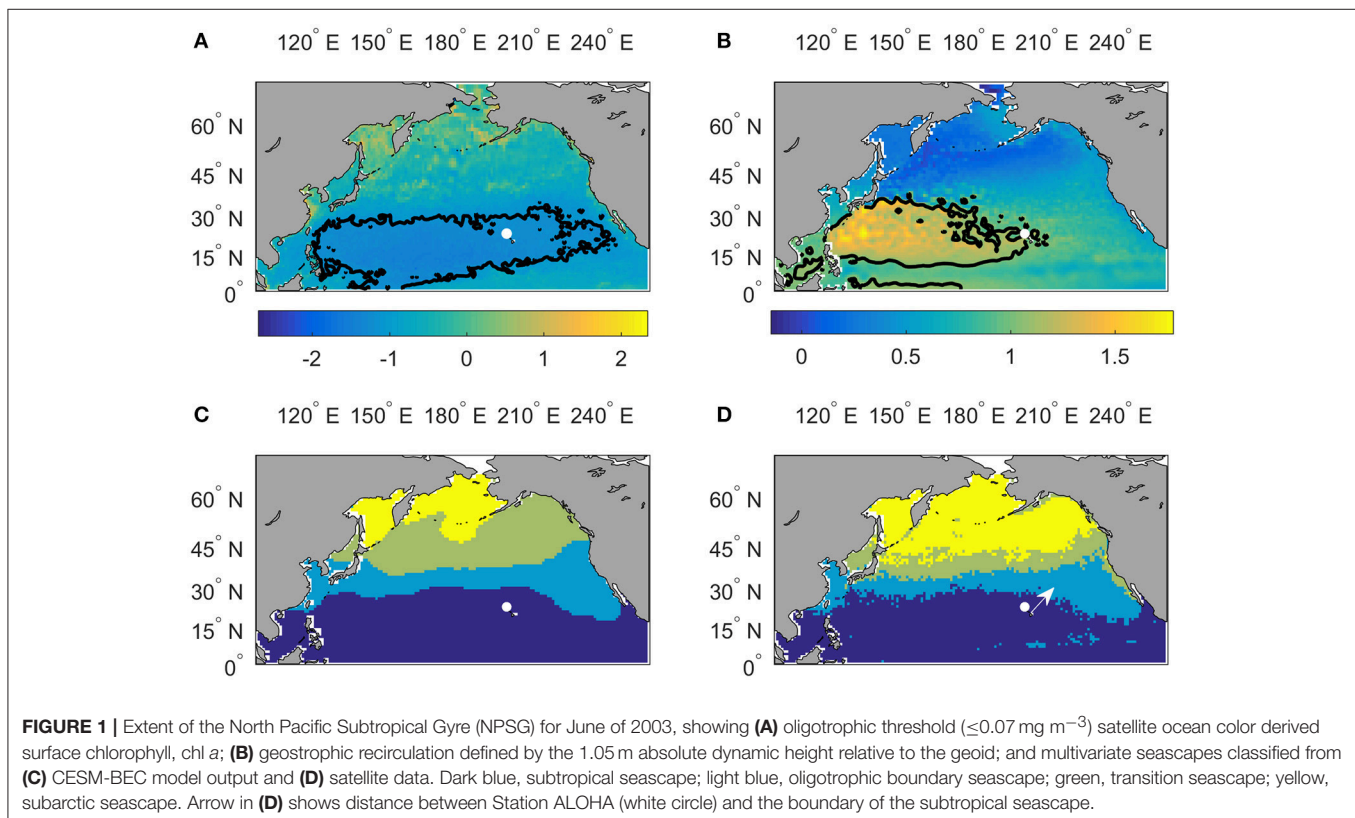 A 120° E 150° E 180° E 210° E 240° E
60° N
45° N
30° N
15° N
0°
-2 -1 0 1 2
B 120° E 150° E 180° E 210° E 240° E
60° N
45° N
30° N
15° N
0°
0 0.5 1 1.5
C 120° E 150° E 180° E 210° E 240° E
60° N
45° N
30° N
15° N
0°
D 120° E 150° E 180° E 210° E 240° E
60° N
45° N
30° N
15° N
0°
FIGURE 1 | Extent of the North Pacific Subtropical Gyre (NPSG) for June of 2003, showing (A) oligotrophic threshold (≤0.07 mg m−3) satellite ocean color derived
surface chlorophyll, chl a; (B) geostrophic recirculation defined by the 1.05 m absolute dynamic height relative to the geoid; and multivariate seascapes classified from
(C) CESM-BEC model output and (D) satellite data. Dark blue, subtropical seascape; light blue, oligotrophic boundary seascape; green, transition seascape; yellow,
subarctic seascape. Arrow in (D) shows distance between Station ALOHA (white circle) and the boundary of the subtropical seascape.